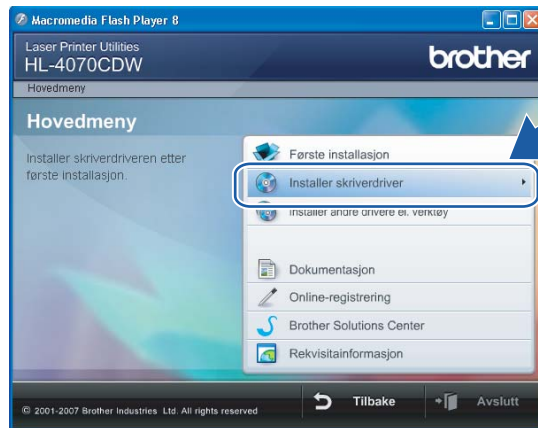 Macromedia Flash Player 8
Laser Printer Utilities
HL-4070CDW
brother
Hovedmeny
Hovedmeny
Installer skriverdriveren etter
første installasjon.
Første installasjon
Installer skriverdriver
Installer andre drivere el. verktøy
Dokumentasjon
Online-registrering
Brother Solutions Center
Rekvisitainformasjon
© 2001-2007 Brother Industries Ltd. All rights reserved
Tilbake
Avslutt